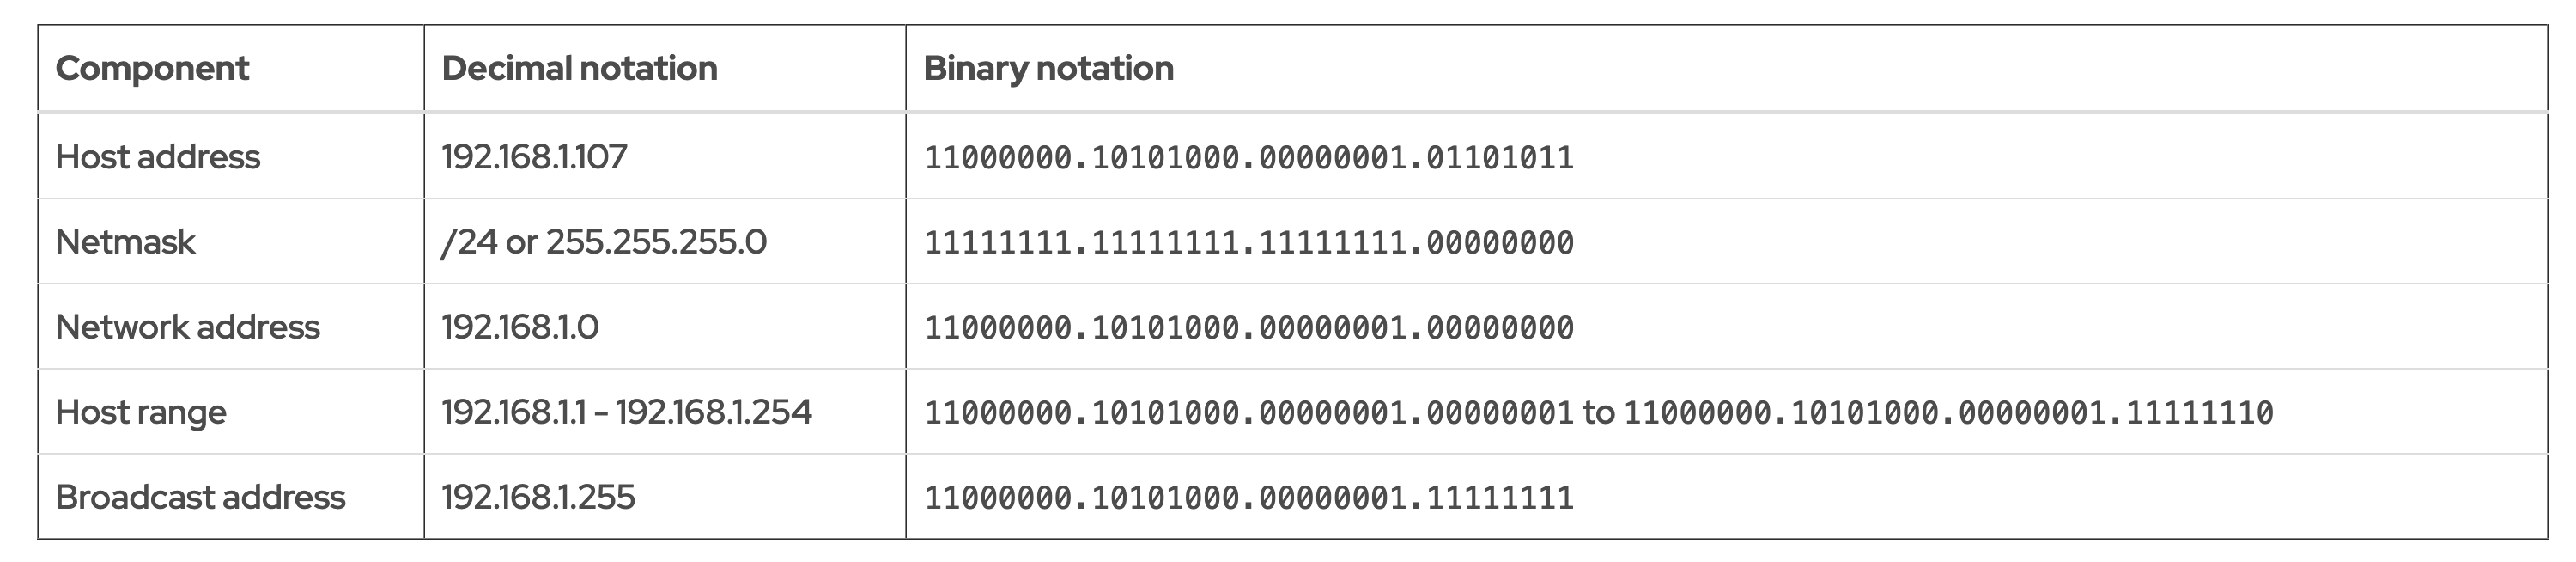 Component Decimal notation Binary notation
Host address 192.168.1.107 11000000.10101000.00000001.01101011
Netmask /24 or 255.255.255.0 11111111.11111111.11111111.00000000
Network address 192.168.1.0 11000000.10101000.00000001.00000000
Host range 192.168.1.1 - 192.168.1.254 11000000.10101000.00000001.00000001 to 11000000.10101000.00000001.11111110
Broadcast address 192.168.1.255 11000000.10101000.00000001.11111111